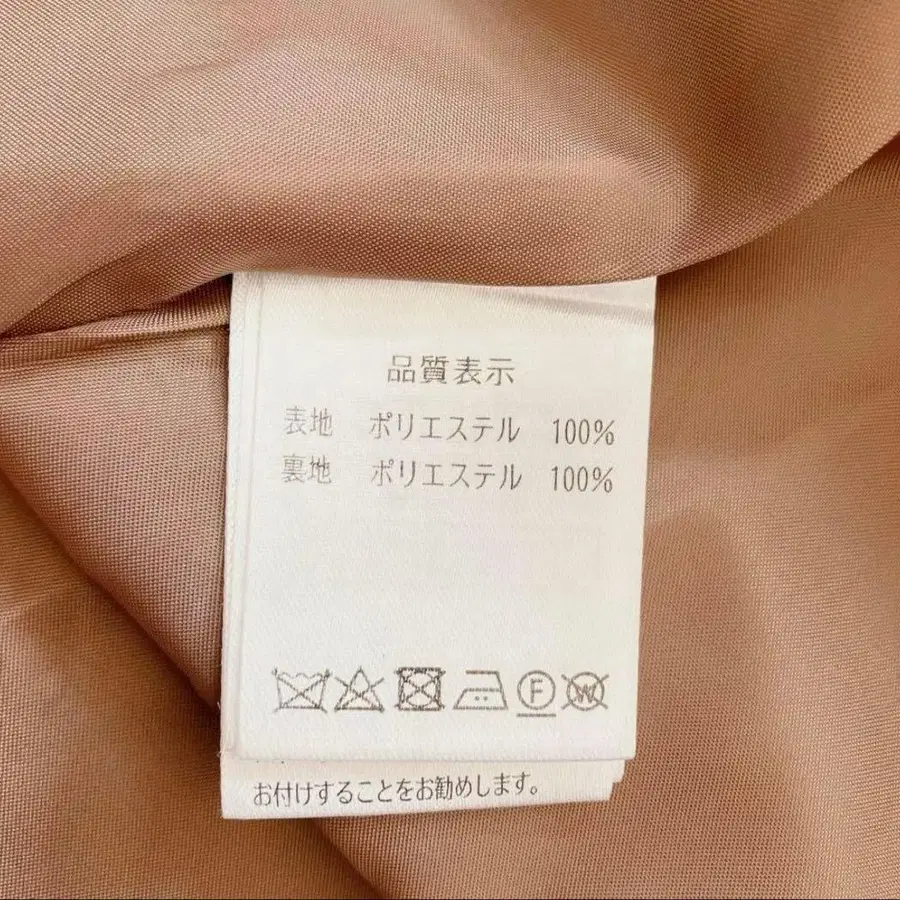 品質表示
表地 ポリエステル 100%
裏地 ポリエステル 100%
F W
お付けすることをお勧めします。